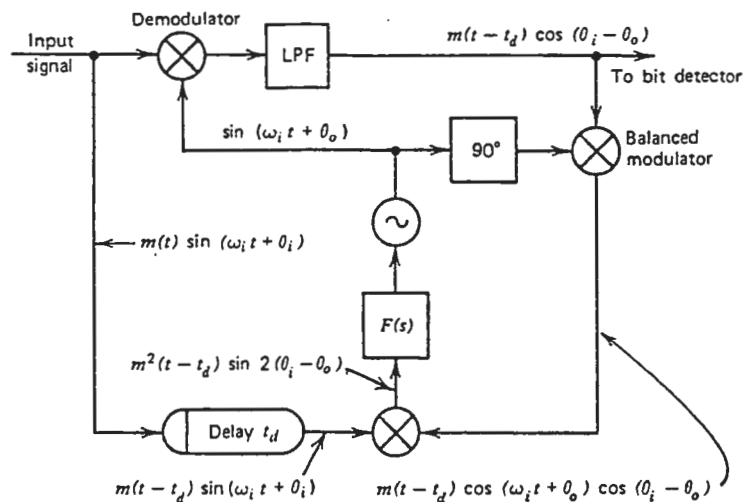 Demodulator
Input
signal
LPF
m(t − t_d) cos (θ_i − θ_o)
To bit detector
sin (ω_i t + θ_o)
90°
Balanced
modulator
m(t) sin (ω_i t + θ_i)
F(s)
m²(t − t_d) sin 2(θ_i − θ_o)
Delay t_d
m(t − t_d) sin(ω_i t + θ_i)
m(t − t_d) cos (ω_i t + θ_o) cos (θ_i − θ_o)